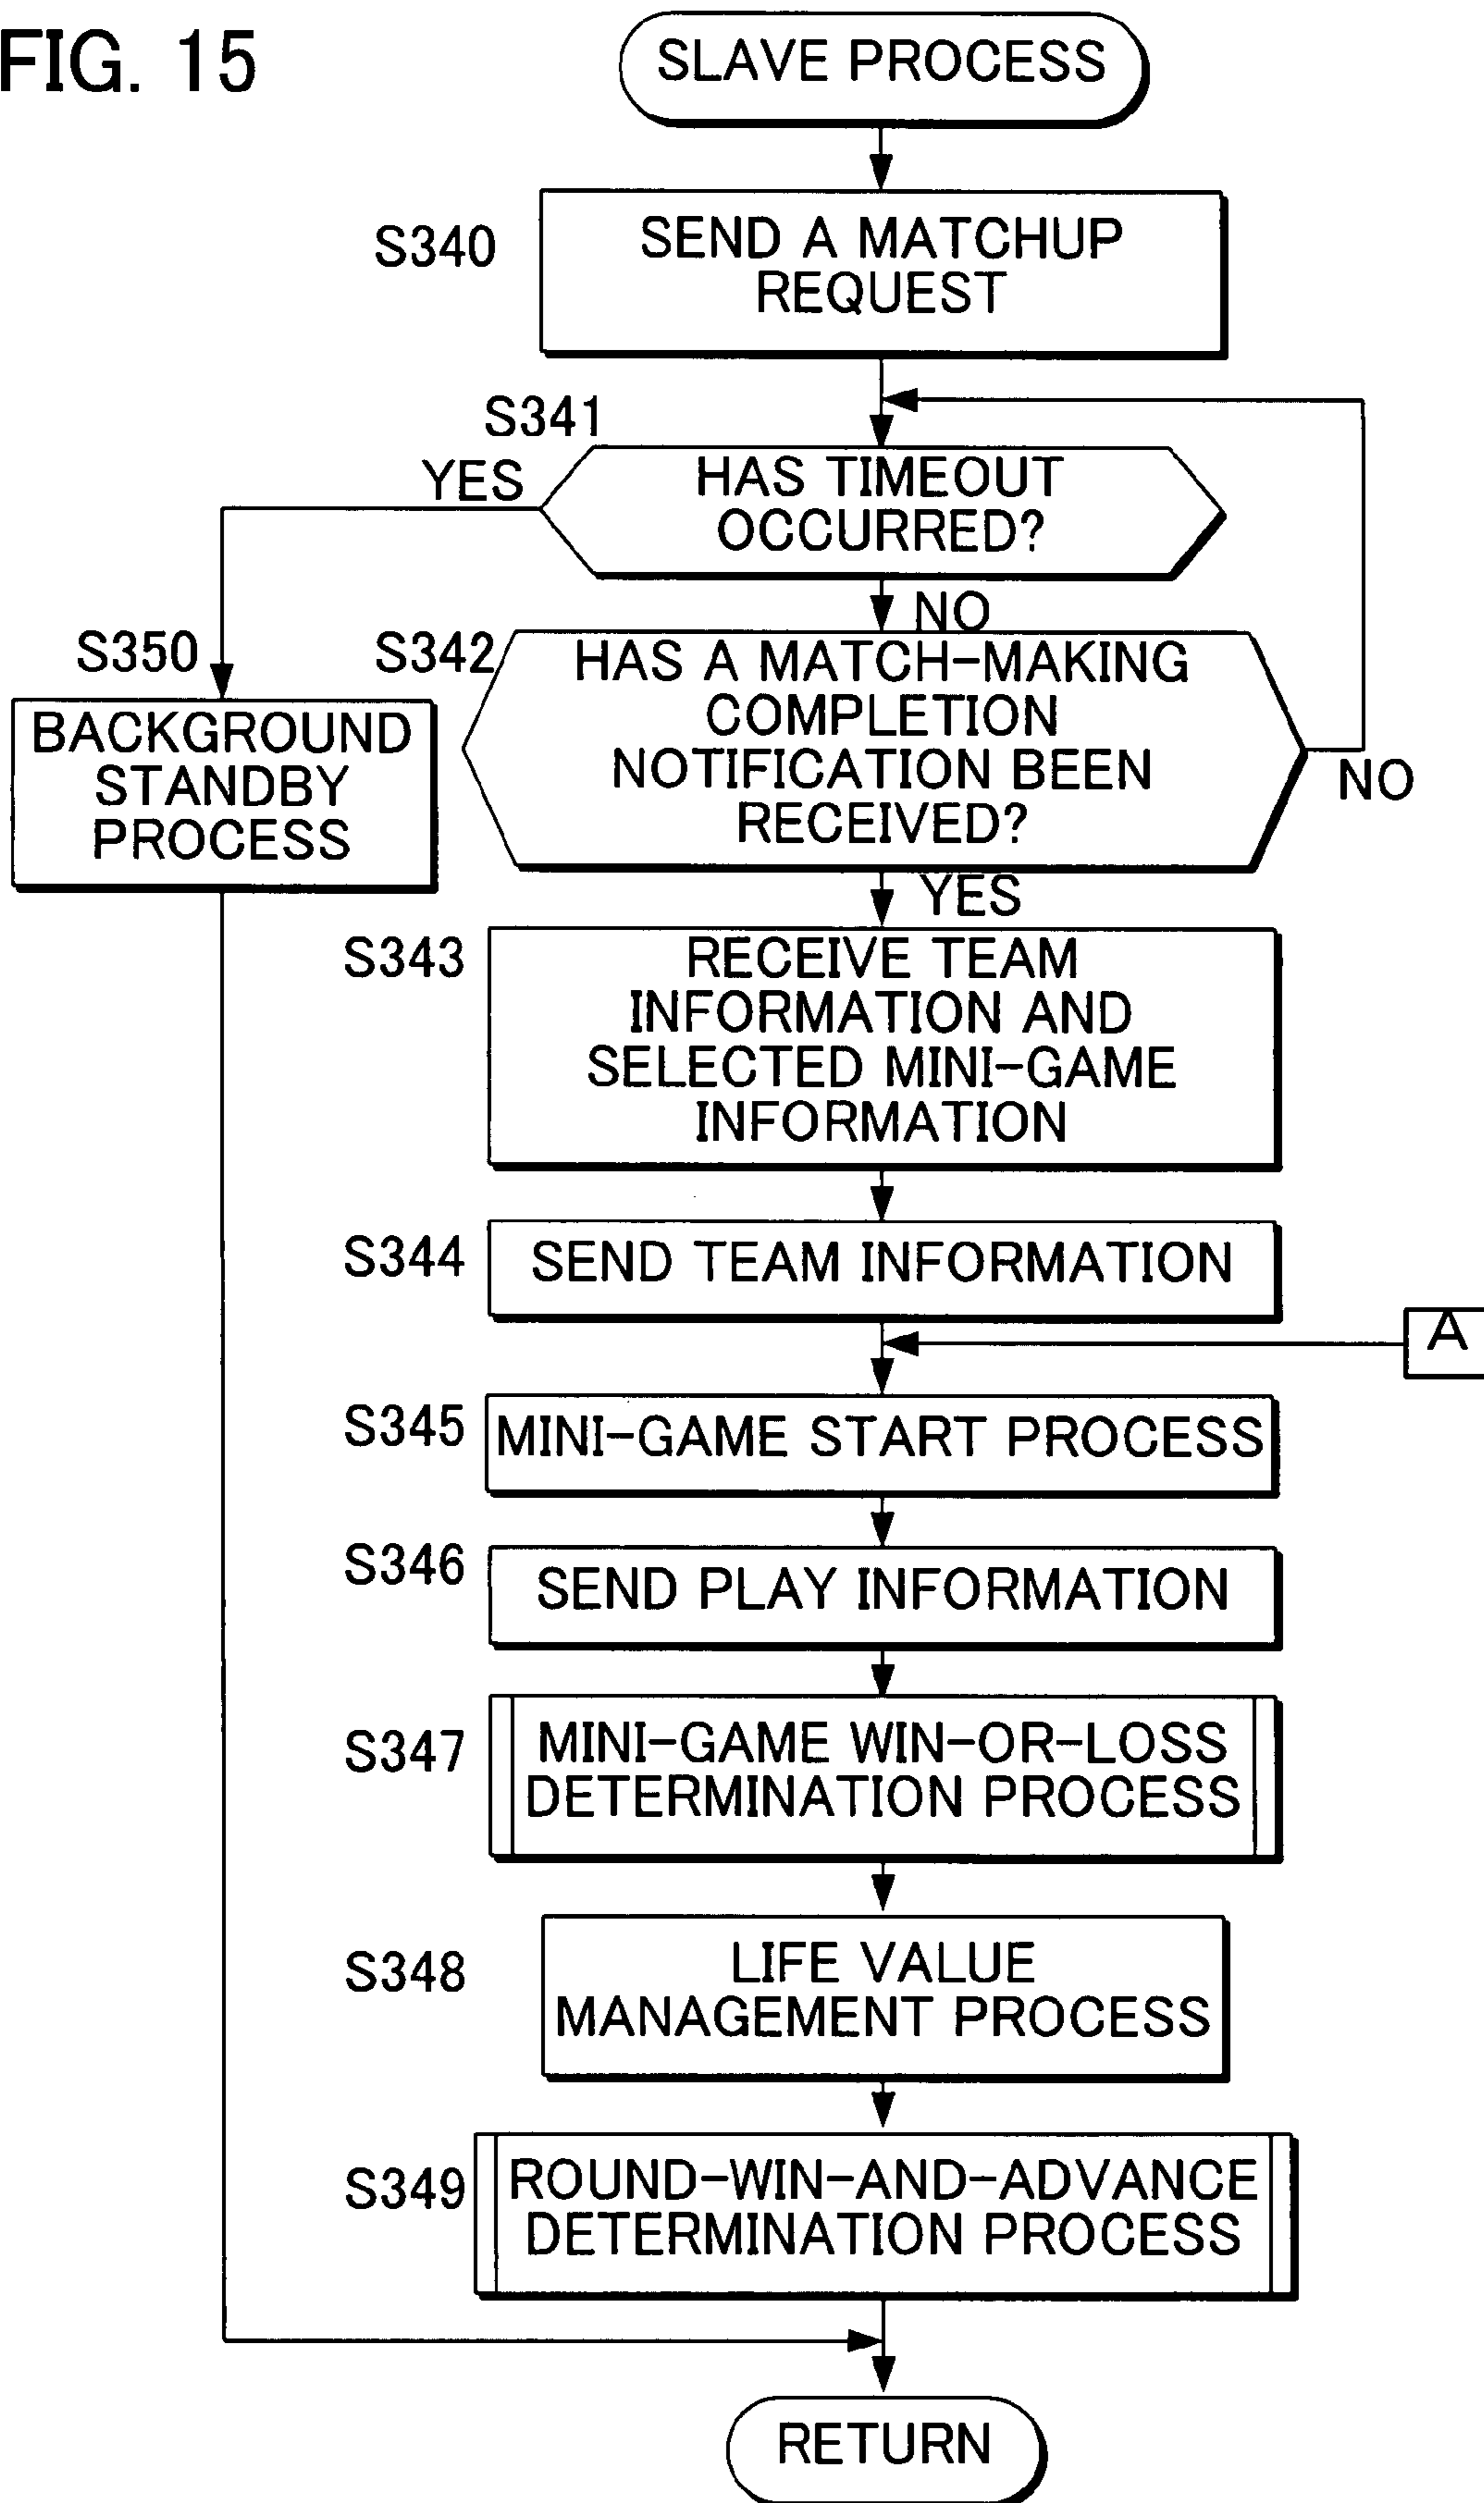 FIG. 15
SLAVE PROCESS
S340
SEND A MATCHUP
REQUEST
S341
YES
HAS TIMEOUT
OCCURRED?
NO
S350
BACKGROUND
STANDBY
PROCESS
S342
HAS A MATCH-MAKING
COMPLETION
NOTIFICATION BEEN
RECEIVED?
NO
YES
S343
RECEIVE TEAM
INFORMATION AND
SELECTED MINI-GAME
INFORMATION
S344
SEND TEAM INFORMATION
A
S345
MINI-GAME START PROCESS
S346
SEND PLAY INFORMATION
S347
MINI-GAME WIN-OR-LOSS
DETERMINATION PROCESS
S348
LIFE VALUE
MANAGEMENT PROCESS
S349
ROUND-WIN-AND-ADVANCE
DETERMINATION PROCESS
RETURN